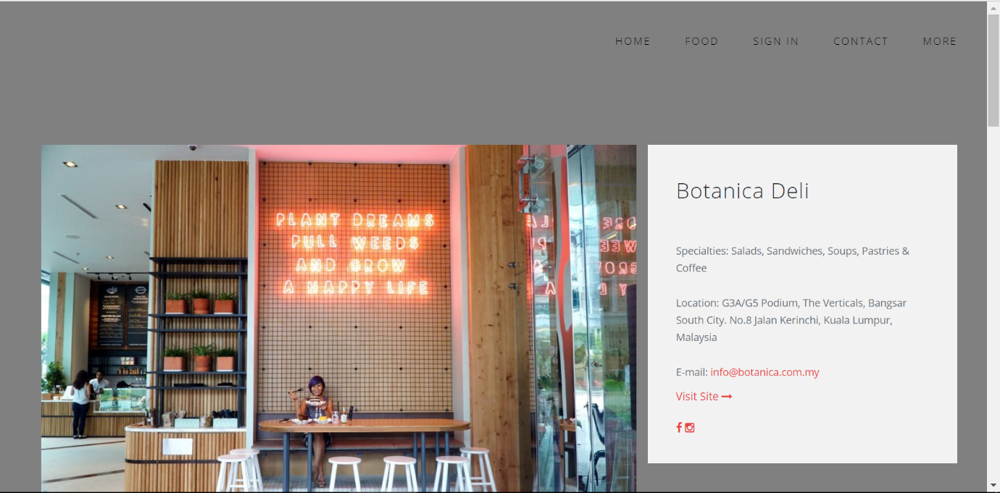 HOME FOOD SIGN IN CONTACT MORE
PLANT DREAMS
PULL WEEDS
AND GROW
A HAPPY LIFE
Botanica Deli
Specialties: Salads, Sandwiches, Soups, Pastries &
Coffee
Location: G3A/G5 Podium, The Verticals, Bangsar
South City. No.8 Jalan Kerinchi, Kuala Lumpur,
Malaysia
E-mail: info@botanica.com.my
Visit Site